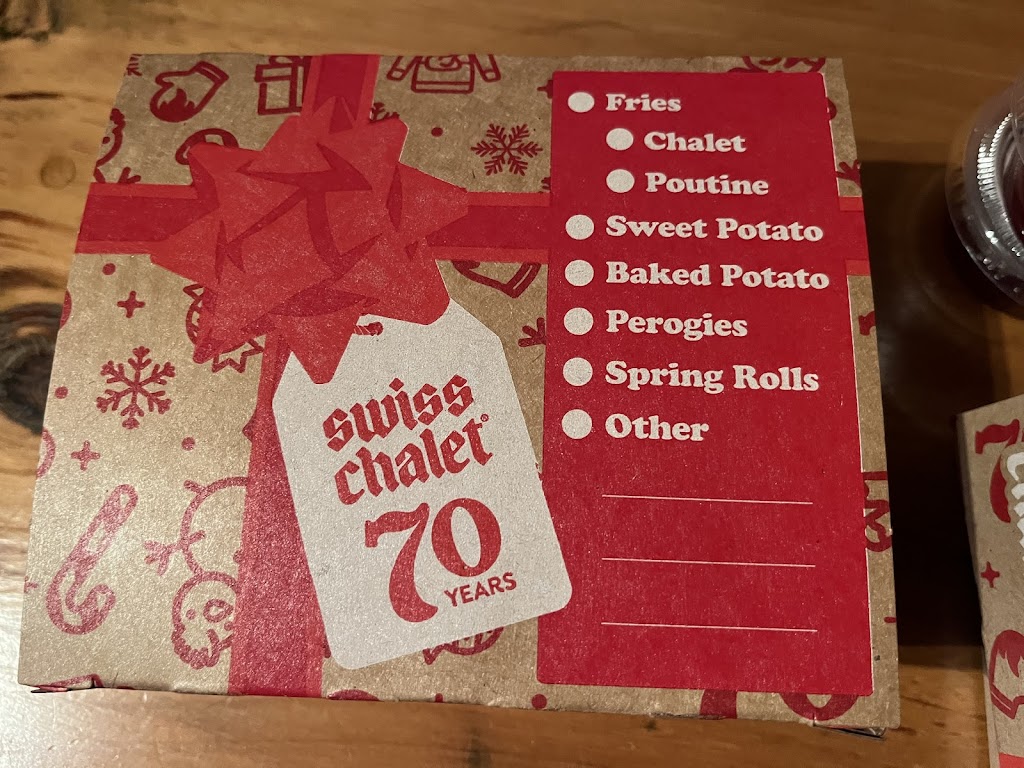 Fries
Chalet
Poutine
Sweet Potato
Baked Potato
Perogies
Spring Rolls
Other
swiss
chalet
70
YEARS